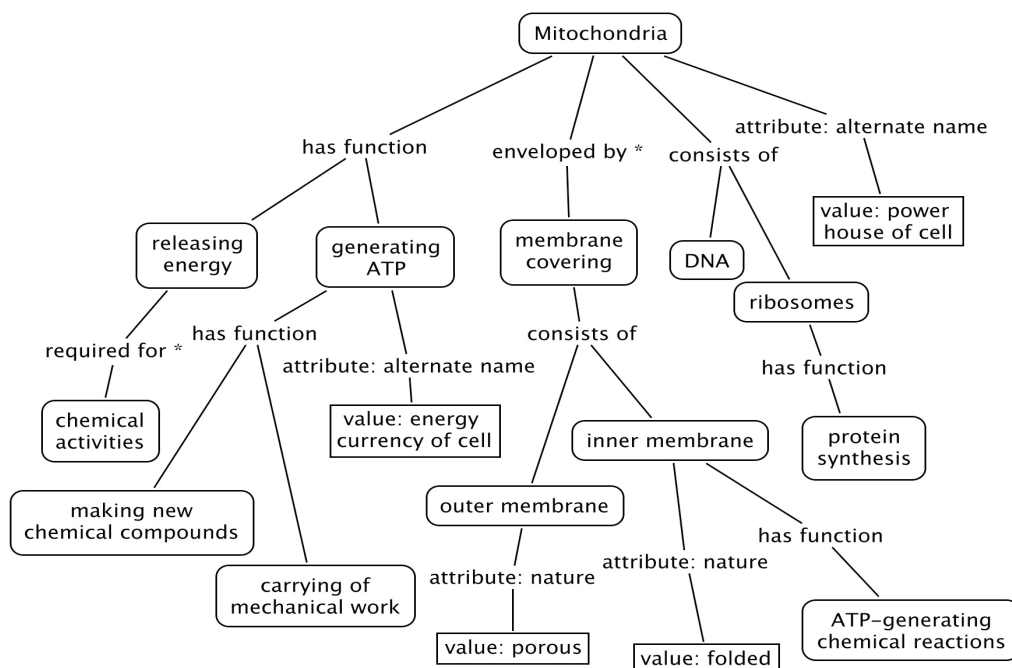 Mitochondria
attribute: alternate name
has function
enveloped by *
consists of
value: power
house of cell
releasing
energy
generating
ATP
membrane
covering
DNA
ribosomes
required for *
has function
attribute: alternate name
consists of
has function
chemical
activities
value: energy
currency of cell
inner membrane
protein
synthesis
making new
chemical compounds
outer membrane
has function
carrying of
mechanical work
attribute: nature
attribute: nature
value: porous
value: folded
ATP-generating
chemical reactions